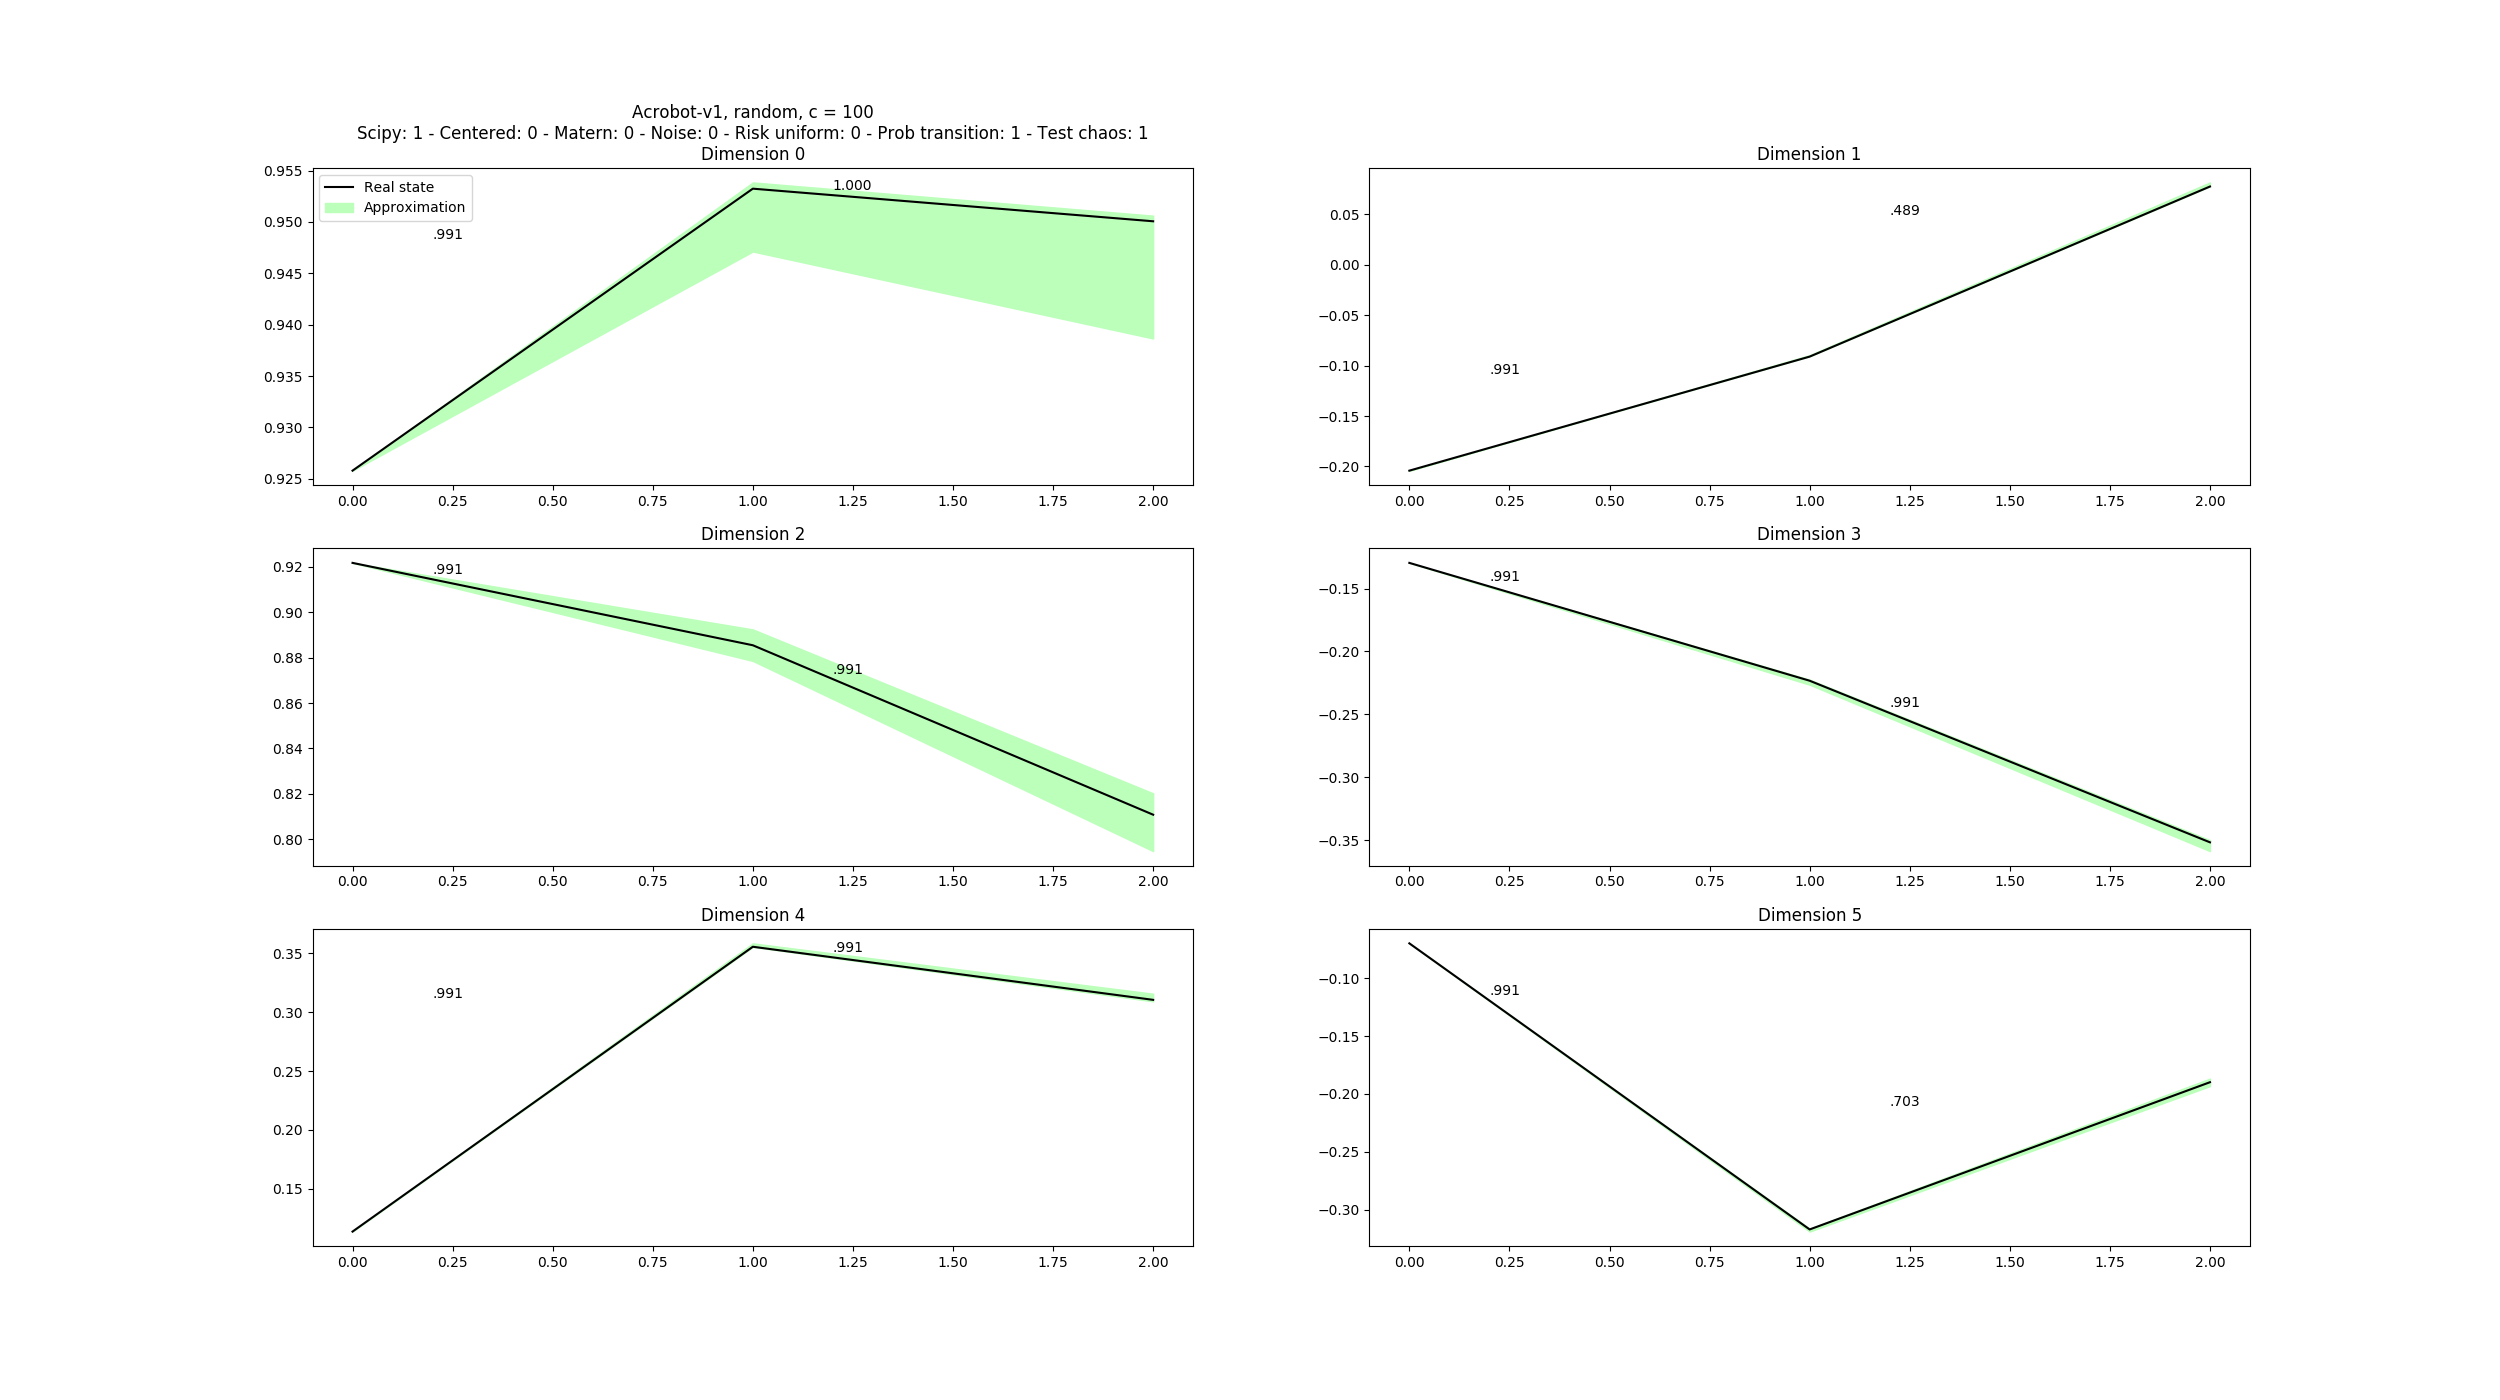 Acrobot-v1, random, c = 100
Scipy: 1 - Centered: 0 - Matern: 0 - Noise: 0 - Risk uniform: 0 - Prob transition: 1 - Test chaos: 1
Dimension 0
0.955
0.950
0.945
0.940
0.935
0.930
0.925
Real state
Approximation
.991
1.000
0.00 0.25 0.50 0.75 1.00 1.25 1.50 1.75 2.00
Dimension 1
0.05
0.00
−0.05
−0.10
−0.15
−0.20
.489
.991
0.00 0.25 0.50 0.75 1.00 1.25 1.50 1.75 2.00
Dimension 2
0.92
0.90
0.88
0.86
0.84
0.82
0.80
.991
.991
0.00 0.25 0.50 0.75 1.00 1.25 1.50 1.75 2.00
Dimension 3
−0.15
−0.20
−0.25
−0.30
−0.35
.991
.991
0.00 0.25 0.50 0.75 1.00 1.25 1.50 1.75 2.00
Dimension 4
0.35
0.30
0.25
0.20
0.15
.991
.991
0.00 0.25 0.50 0.75 1.00 1.25 1.50 1.75 2.00
Dimension 5
−0.10
−0.15
−0.20
−0.25
−0.30
.991
.703
0.00 0.25 0.50 0.75 1.00 1.25 1.50 1.75 2.00